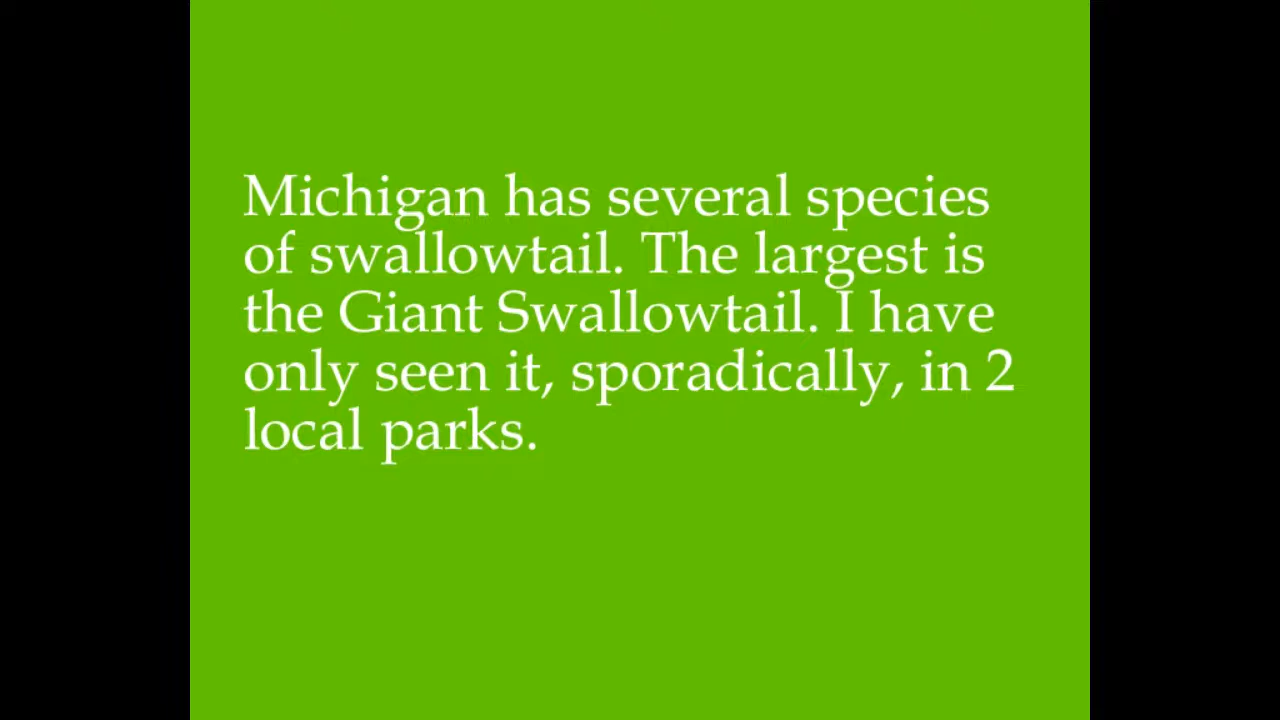 Michigan has several species
of swallowtail. The largest is
the Giant Swallowtail. I have
only seen it, sporadically, in 2
local parks.